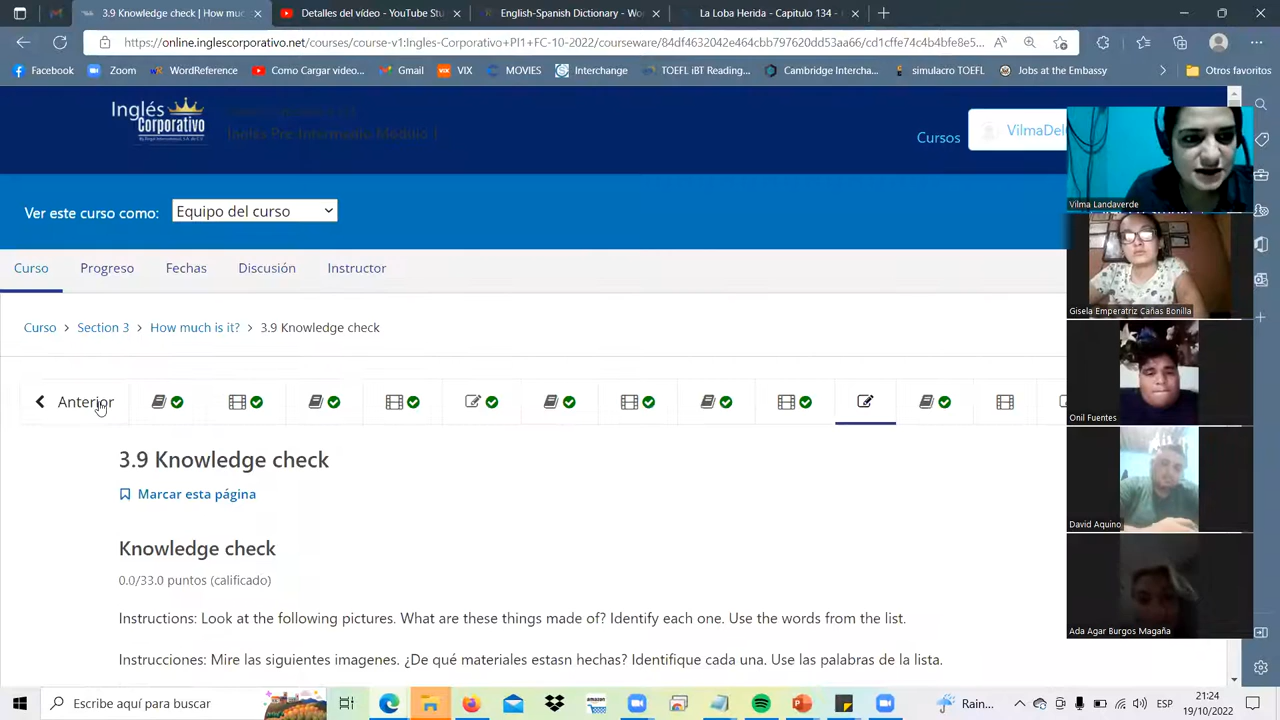 3.9 Knowledge check | How muc
Detalles del vídeo - YouTube Stu
English-Spanish Dictionary - Wo
La Loba Herida - Capitulo 134 -
https://online.inglescorporativo.net/courses/course-v1:Ingles-Corporativo+PI1+FC-10-2022/courseware/84df4632042e464cbb797620dd53aa66/cd1cffe74c4b4bfe8e5...
Facebook
Zoom
WordReference
Como Cargar video...
Gmail
VIX
MOVIES
Interchange
TOEFL iBT Reading...
Cambridge Intercha...
simulacro TOEFL
Jobs at the Embassy
Otros favoritos
Inglés
Corporativo
Inglés Pre Intermedio Módulo I
Cursos
VilmaDel
Ver este curso como:
Equipo del curso
Curso
Progreso
Fechas
Discusión
Instructor
Curso > Section 3 > How much is it? > 3.9 Knowledge check
Anterior
3.9 Knowledge check
Marcar esta página
Knowledge check
0.0/33.0 puntos (calificado)
Instructions: Look at the following pictures. What are these things made of? Identify each one. Use the words from the list.
Instrucciones: Mire las siguientes imagenes. ¿De qué materiales estasn hechas? Identifique cada una. Use las palabras de la lista.
Vilma Landaverde
Gisela Emperatriz Cañas Bonilla
Onil Fuentes
David Aquino
Ada Agar Burgos Magaña
Escribe aquí para buscar
Rain...
ESP
21:24
19/10/2022